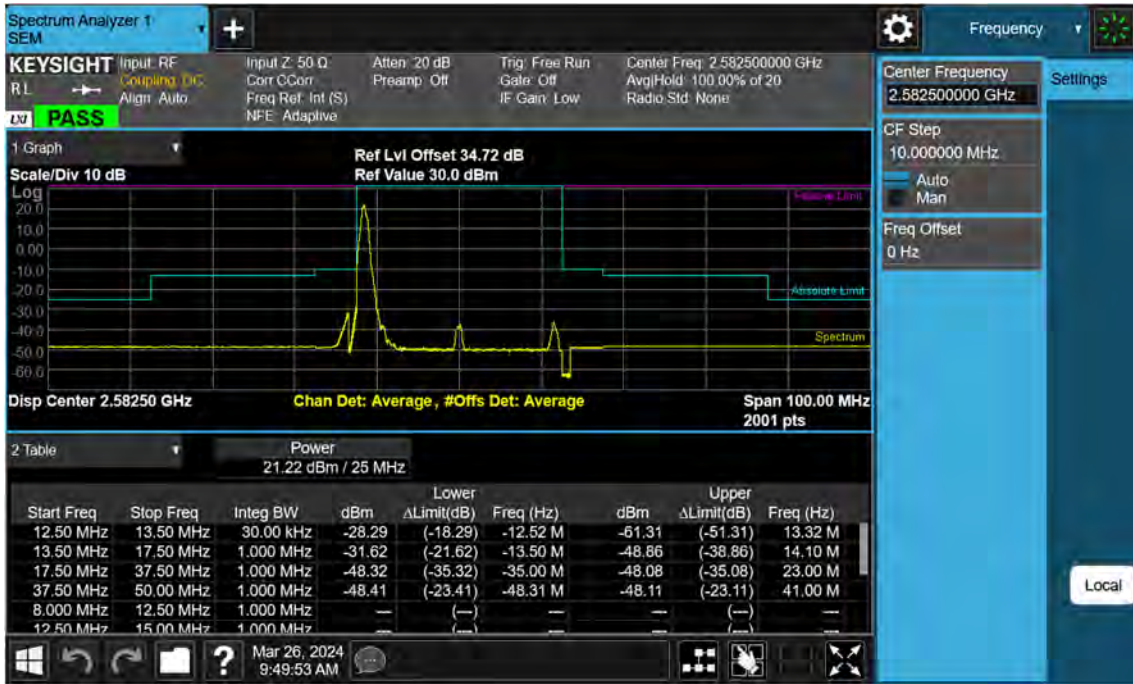 Spectrum Analyzer 1
SEM
Frequency
KEYSIGHT
R L
LXI
PASS
Input: RF
Coupling: DC
Align: Auto
Input Z: 50 Ω
Corr CCorr
Freq Ref: Int (S)
NFE: Adaptive
Atten: 20 dB
Preamp: Off
Trig: Free Run
Gate: Off
IF Gain: Low
Center Freq: 2.582500000 GHz
Avg|Hold: 100.00% of 20
Radio Std: None
Center Frequency
2.582500000 GHz
Settings
CF Step
10.000000 MHz
Auto
Man
Freq Offset
0 Hz
Local
1 Graph
Scale/Div 10 dB
Ref Lvl Offset 34.72 dB
Ref Value 30.0 dBm
Log
20.0
0.00
-10.0
-20.0
-30.0
-40.0
-50.0
-60.0
Relative Limit
Absolute Limit
Spectrum
Disp Center 2.58250 GHz
Chan Det: Average, #Offs Det: Average
Span 100.00 MHz
2001 pts
2 Table
Power
21.22 dBm / 25 MHz
Lower Upper
Start Freq Stop Freq Integ BW dBm ΔLimit(dB) Freq (Hz) dBm ΔLimit(dB) Freq (Hz)
12.50 MHz 13.50 MHz 30.00 kHz -28.29 (-18.29) -12.52 M -61.31 (-51.31) 13.32 M
13.50 MHz 17.50 MHz 1.000 MHz -31.62 (-21.62) -13.50 M -48.86 (-38.86) 14.10 M
17.50 MHz 37.50 MHz 1.000 MHz -48.32 (-35.32) -35.00 M -48.08 (-35.08) 23.00 M
37.50 MHz 50.00 MHz 1.000 MHz -48.41 (-23.41) -48.31 M -48.11 (-23.11) 41.00 M
8.000 MHz 12.50 MHz 1.000 MHz --- (---) --- --- (---) ---
12.50 MHz 15.00 MHz 1.000 MHz --- (---) --- --- (---) ---
?
Mar 26, 2024
9:49:53 AM